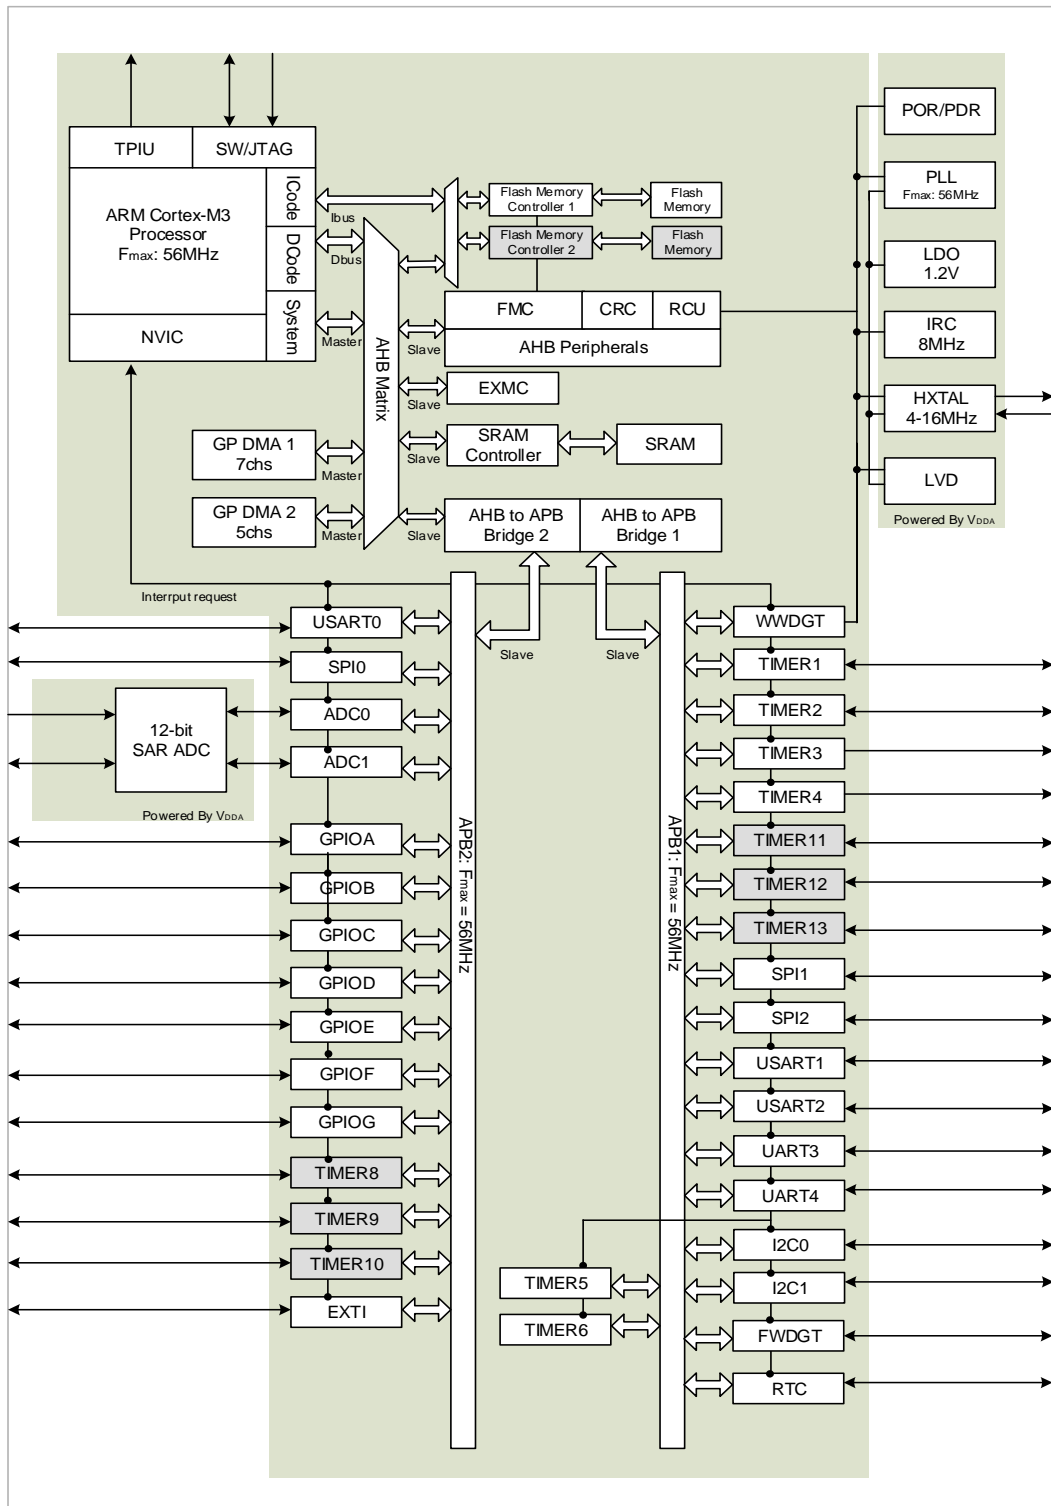 TPIU
SW/JTAG
ARM Cortex-M3
Processor
Fmax: 56MHz
NVIC
ICode
DCode
System
Ibus
Dbus
Master
AHB Matrix
Flash Memory
Controller 1
Flash
Memory
Flash Memory
Controller 2
Flash
Memory
FMC
CRC
RCU
AHB Peripherals
Slave
EXMC
Slave
SRAM
Controller
SRAM
Slave
GP DMA 1
7chs
Master
GP DMA 2
5chs
Master
Slave
AHB to APB
Bridge 2
AHB to APB
Bridge 1
POR/PDR
PLL
Fmax: 56MHz
LDO
1.2V
IRC
8MHz
HXTAL
4-16MHz
LVD
Powered By VDDA
Interrput request
Slave
Slave
USART0
SPI0
ADC0
ADC1
12-bit
SAR ADC
Powered By VDDA
GPIOA
GPIOB
GPIOC
GPIOD
GPIOE
GPIOF
GPIOG
TIMER8
TIMER9
TIMER10
EXTI
APB2: Fmax = 56MHz
APB1: Fmax = 56MHz
TIMER5
TIMER6
WWDGT
TIMER1
TIMER2
TIMER3
TIMER4
TIMER11
TIMER12
TIMER13
SPI1
SPI2
USART1
USART2
UART3
UART4
I2C0
I2C1
FWDGT
RTC